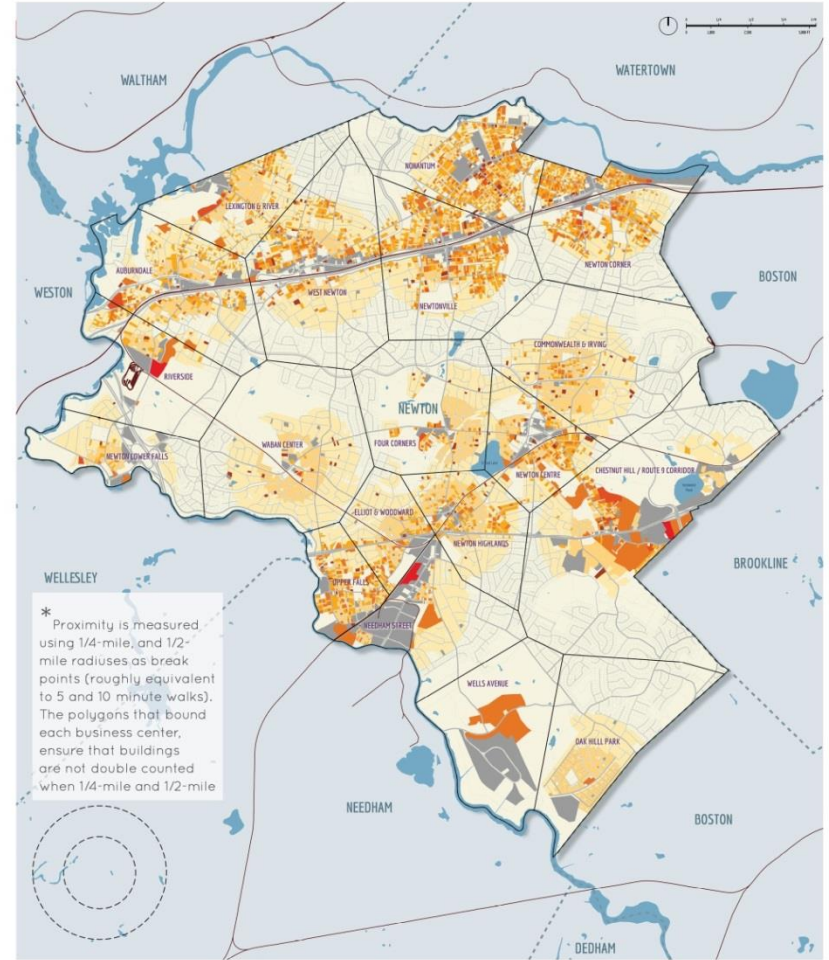 WALTHAM
WATERTOWN
NONANTUM
LEXINGTON & RIVER
AUBURNDALE
NEWTON CORNER
BOSTON
WESTON
WEST NEWTON
NEWTONVILLE
COMMONWEALTH & IRVING
RIVERSIDE
NEWTON
WABAN CENTER
FOUR CORNERS
NEWTON LOWER FALLS
NEWTON CENTRE
CHESTNUT HILL / ROUTE 9 CORRIDOR
ELLIOT & WOODWARD
NEWTON HIGHLANDS
BROOKLINE
WELLESLEY
UPPER FALLS
NEEDHAM STREET
*
Proximity is measured
using 1/4-mile, and 1/2-
mile radiuses as break
points (roughly equivalent
to 5 and 10 minute walks).
The polygons that bound
each business center,
ensure that buildings
are not double counted
when 1/4-mile and 1/2-mile
WELLS AVENUE
OAK HILL PARK
NEEDHAM
BOSTON
DEDHAM